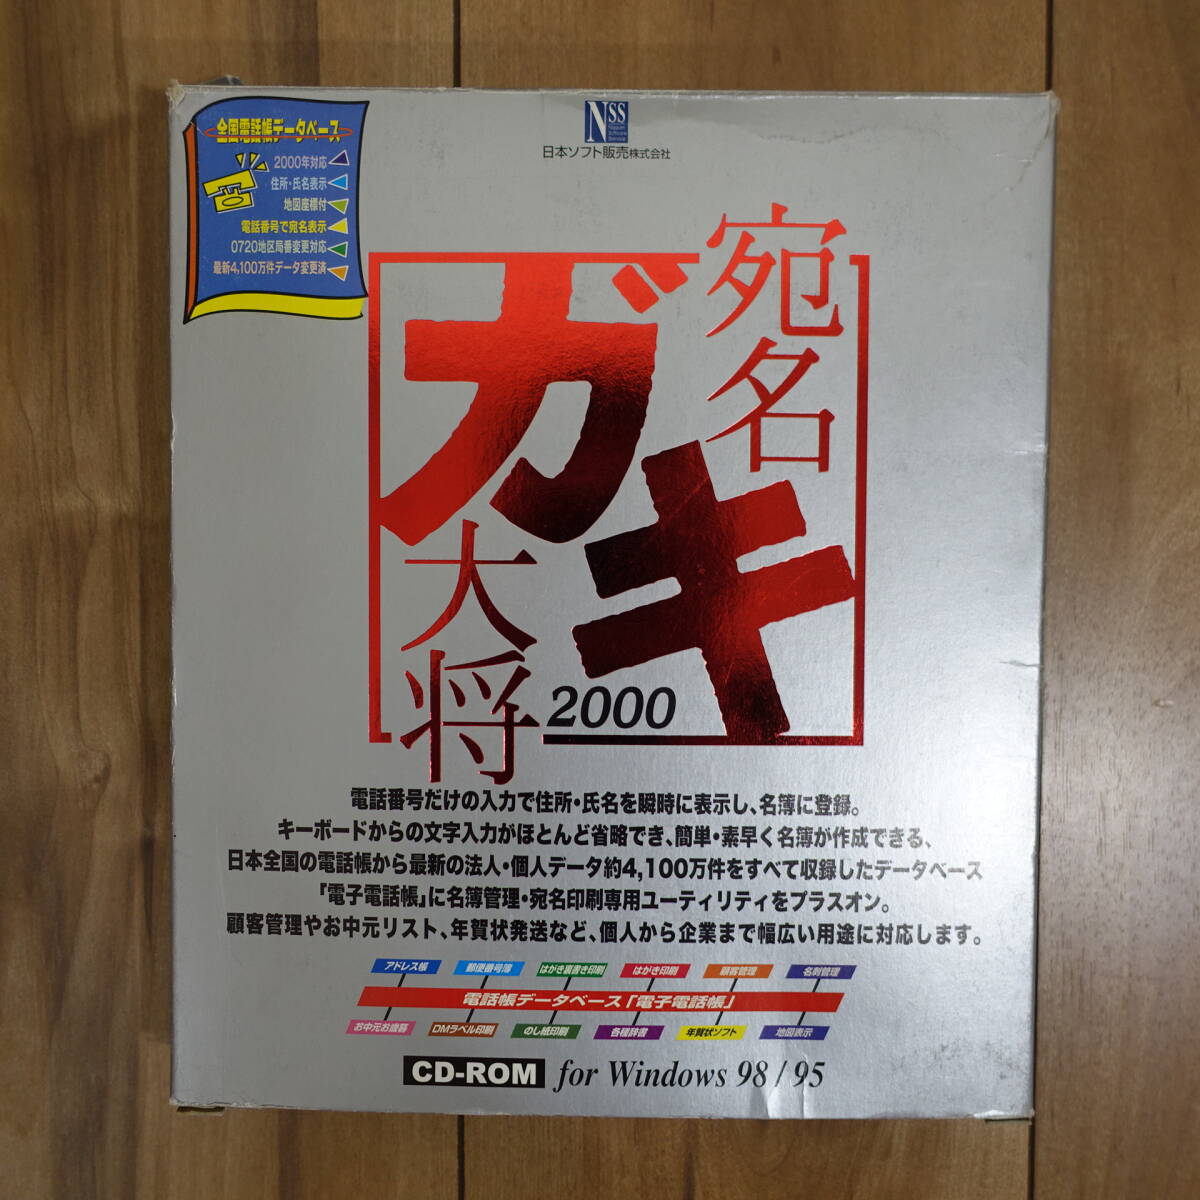 全国電話帳データベース
2000年対応
住所・氏名表示
地図座標付
電話番号で宛名表示
0720地区局番変更対応
最新4,100万件データ変更済
NSS
日本ソフト販売株式会社
宛名
ガキ
大将
2000
電話番号だけの入力で住所・氏名を瞬時に表示し、名簿に登録。
キーボードからの文字入力がほとんど省略でき、簡単・素早く名簿が作成できる、
日本全国の電話帳から最新の法人・個人データ約4,100万件をすべて収録したデータベース
『電子電話帳』に名簿管理・宛名印刷専用ユーティリティをプラスオン。
顧客管理やお中元リスト、年賀状発送など、個人から企業まで幅広い用途に対応します。
アドレス帳 郵便番号簿 はがき裏書き印刷 はがき印刷 顧客管理 名刺管理
電話帳データベース「電子電話帳」
お中元お歳暮 DMラベル印刷 のし紙印刷 各種辞書 年賀状ソフト 地図表示
CD-ROM for Windows 98 / 95